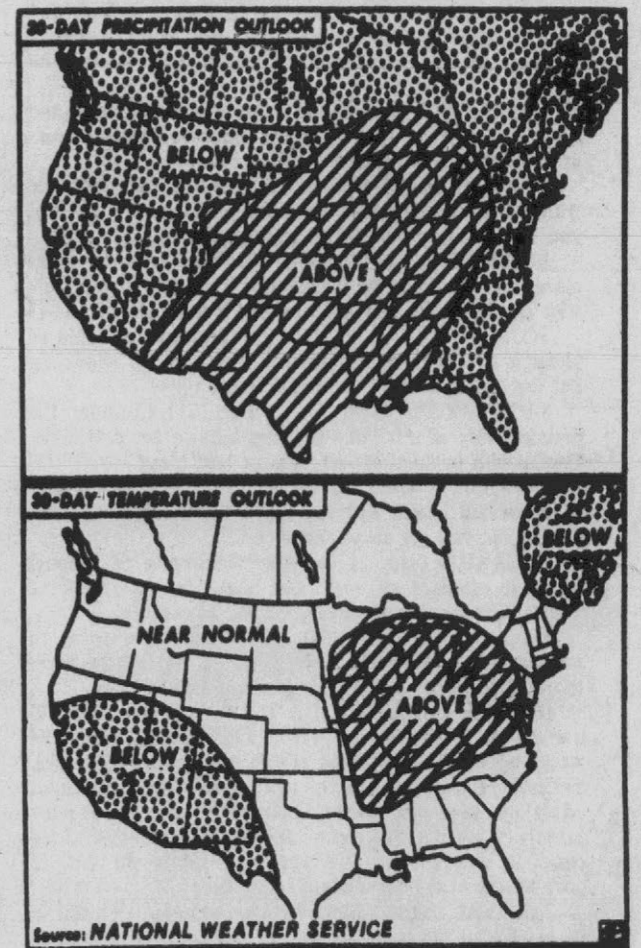 30-DAY PRECIPITATION OUTLOOK
BELOW
ABOVE
30-DAY TEMPERATURE OUTLOOK
BELOW
NEAR NORMAL
ABOVE
BELOW
Source: NATIONAL WEATHER SERVICE